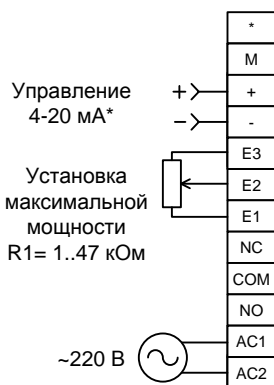 *
M
Управление
4-20 мА*
+
+
-
-
E3
Установка
максимальной
мощности
R1= 1..47 кОм
E2
E1
NC
COM
NO
~220 В
AC1
AC2